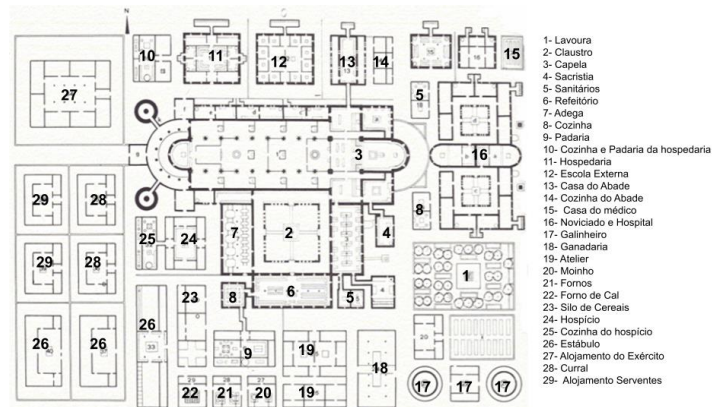 N
10 11 12 13 14 15
27 5
3 16
29 28 7 2 4 8
25 24
29 28 1
6
26 26 26 23 8 5
9 19 18 20
17 17 17
22 21 20 19
1- Lavoura
2- Claustro
3- Capela
4- Sacristia
5- Sanitários
6- Refeitório
7- Adega
8- Cozinha
9- Padaria
10- Cozinha e Padaria da hospedaria
11- Hospedaria
12- Escola Externa
13- Casa do Abade
14- Cozinha do Abade
15- Casa do médico
16- Noviciado e Hospital
17- Galinheiro
18- Ganadaria
19- Atelier
20- Moinho
21- Fornos
22- Forno de Cal
23- Silo de Cereais
24- Hospício
25- Cozinha do hospício
26- Estábulo
27- Alojamento do Exército
28- Curral
29- Alojamento Serventes